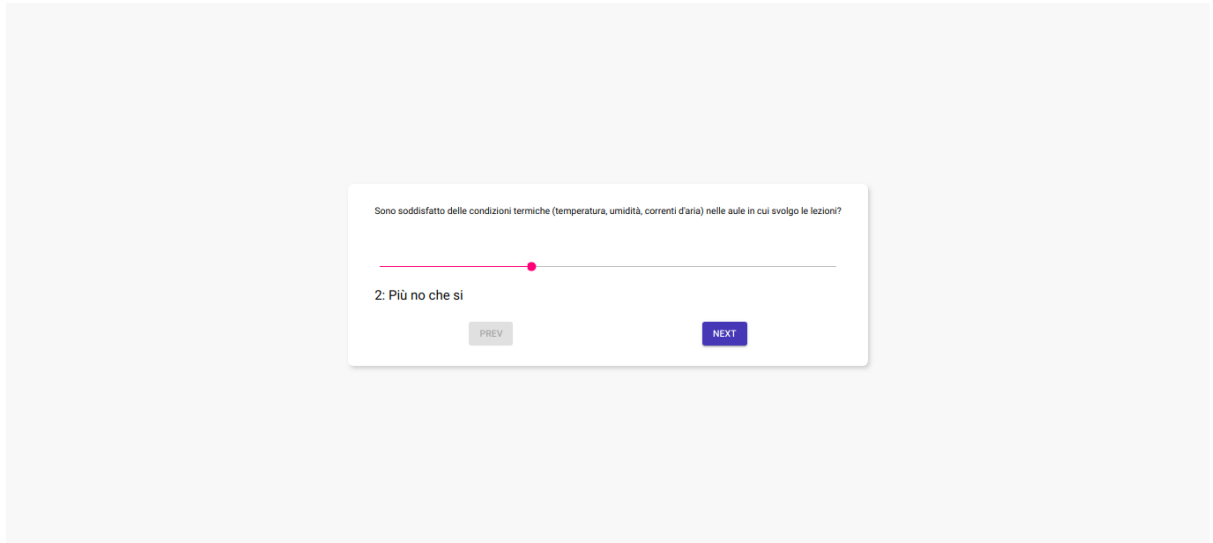 Sono soddisfatto delle condizioni termiche (temperatura, umidità, correnti d'aria) nelle aule in cui svolgo le lezioni?
2: Più no che si
PREV NEXT